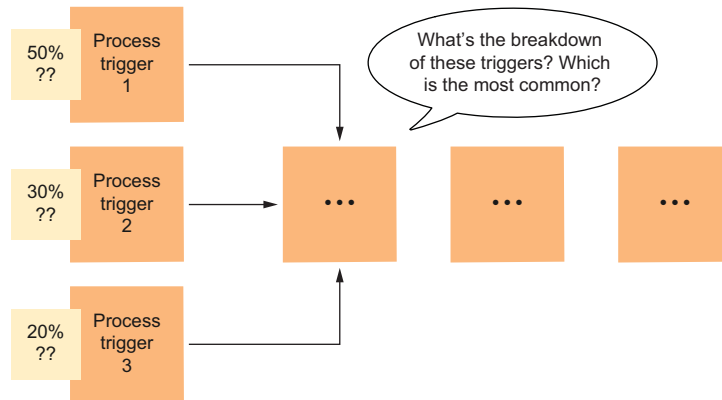 50%
??
Process
trigger
1
What's the breakdown
of these triggers? Which
is the most common?
30%
??
Process
trigger
2
•••
•••
•••
20%
??
Process
trigger
3